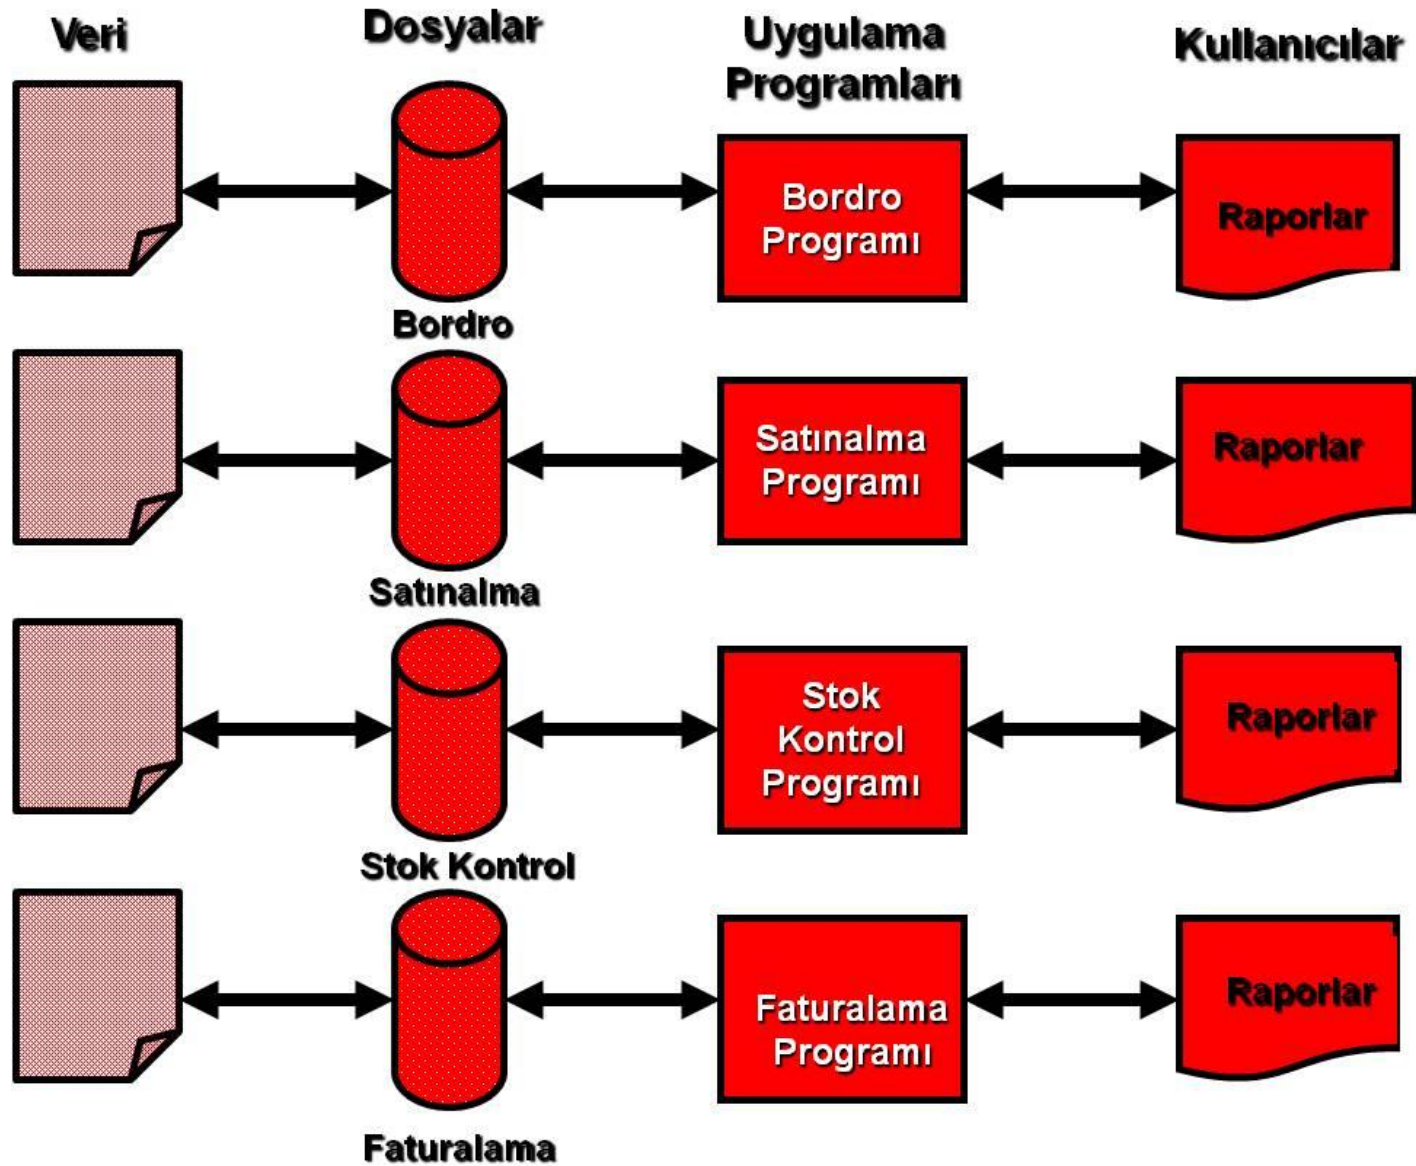 Veri
Dosyalar
Uygulama
Programları
Kullanıcılar
Bordro
Programı
Raporlar
Bordro
Satınalma
Programı
Raporlar
Satınalma
Stok
Kontrol
Programı
Raporlar
Stok Kontrol
Faturalama
Programı
Raporlar
Faturalama